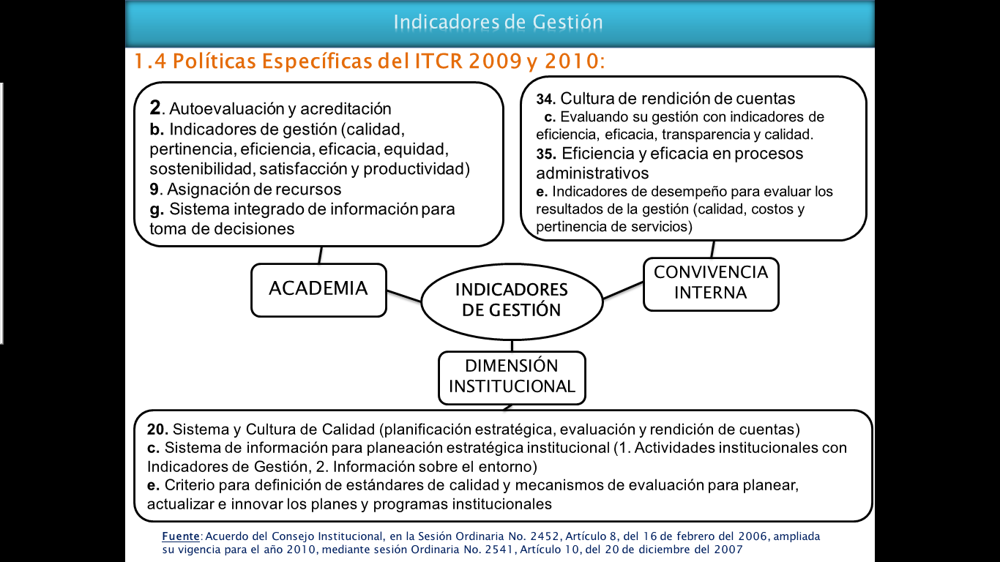 Indicadores de Gestión
1.4 Políticas Específicas del ITCR 2009 y 2010:
2. Autoevaluación y acreditación
b. Indicadores de gestión (calidad,
pertinencia, eficiencia, eficacia, equidad,
sostenibilidad, satisfacción y productividad)
9. Asignación de recursos
g. Sistema integrado de información para
toma de decisiones
34. Cultura de rendición de cuentas
c. Evaluando su gestión con indicadores de
eficiencia, eficacia, transparencia y calidad.
35. Eficiencia y eficacia en procesos
administrativos
e. Indicadores de desempeño para evaluar los
resultados de la gestión (calidad, costos y
pertinencia de servicios)
ACADEMIA
INDICADORES
DE GESTIÓN
CONVIVENCIA
INTERNA
DIMENSIÓN
INSTITUCIONAL
20. Sistema y Cultura de Calidad (planificación estratégica, evaluación y rendición de cuentas)
c. Sistema de información para planeación estratégica institucional (1. Actividades institucionales con
Indicadores de Gestión, 2. Información sobre el entorno)
e. Criterio para definición de estándares de calidad y mecanismos de evaluación para planear,
actualizar e innovar los planes y programas institucionales
Fuente: Acuerdo del Consejo Institucional, en la Sesión Ordinaria No. 2452, Artículo 8, del 16 de febrero del 2006, ampliada
su vigencia para el año 2010, mediante sesión Ordinaria No. 2541, Artículo 10, del 20 de diciembre del 2007